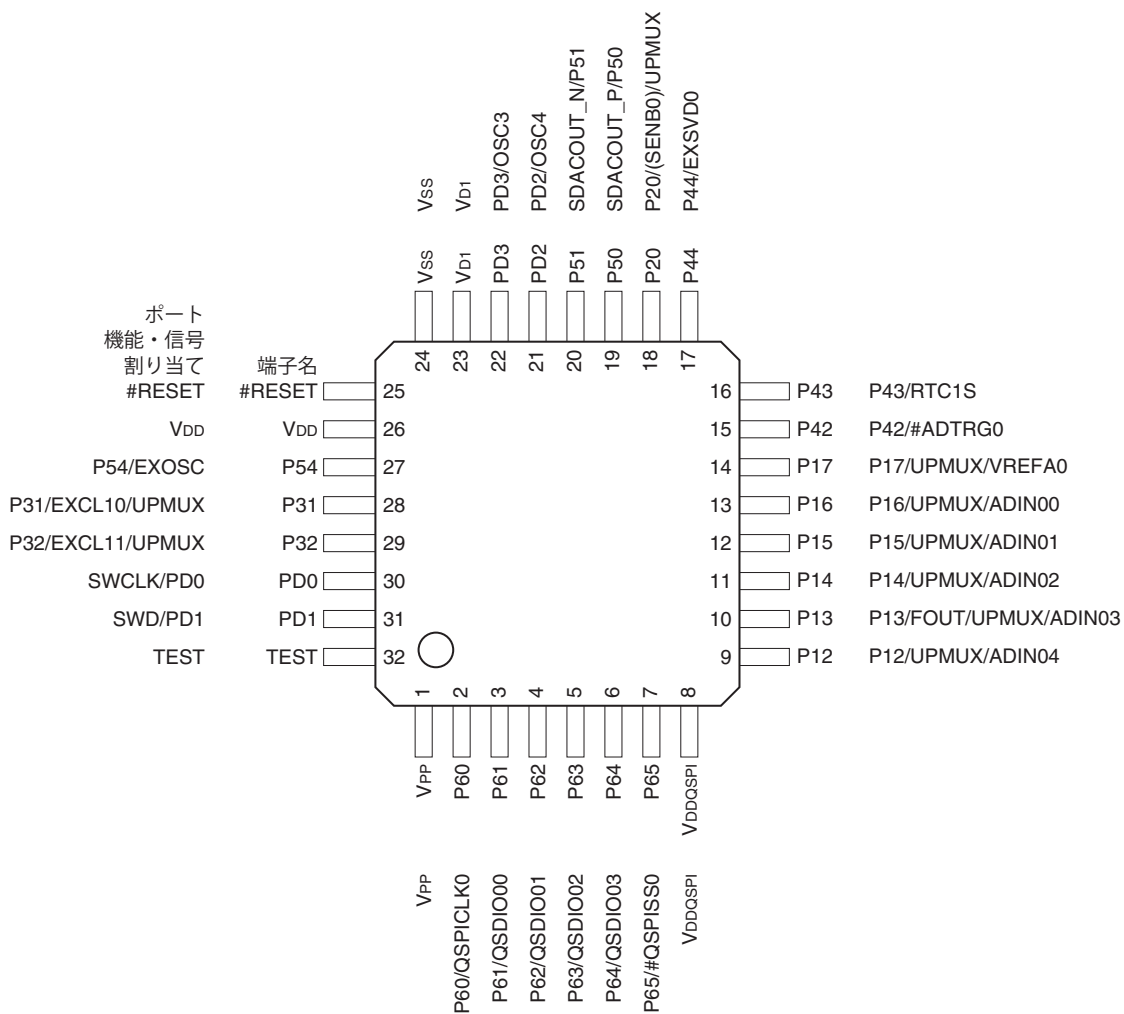 Vss VD1 PD3/OSC3 PD2/OSC4 SDACOUT_N/P51 SDACOUT_P/P50 P20/(SENB0)/UPMUX P44/EXSVD0
Vss VD1 PD3 PD2 P51 P50 P20 P44
24 23 22 21 20 19 18 17
ポート
機能・信号
割り当て 端子名
#RESET #RESET 25
VDD VDD 26
P54/EXOSC P54 27
P31/EXCL10/UPMUX P31 28
P32/EXCL11/UPMUX P32 29
SWCLK/PD0 PD0 30
SWD/PD1 PD1 31
TEST TEST 32
16 P43 P43/RTC1S
15 P42 P42/#ADTRG0
14 P17 P17/UPMUX/VREFA0
13 P16 P16/UPMUX/ADIN00
12 P15 P15/UPMUX/ADIN01
11 P14 P14/UPMUX/ADIN02
10 P13 P13/FOUT/UPMUX/ADIN03
9 P12 P12/UPMUX/ADIN04
1 2 3 4 5 6 7 8
VPP P60 P61 P62 P63 P64 P65 VDDQSPI
VPP P60/QSPICLK0 P61/QSDIO00 P62/QSDIO01 P63/QSDIO02 P64/QSDIO03 P65/#QSPISS0 VDDQSPI